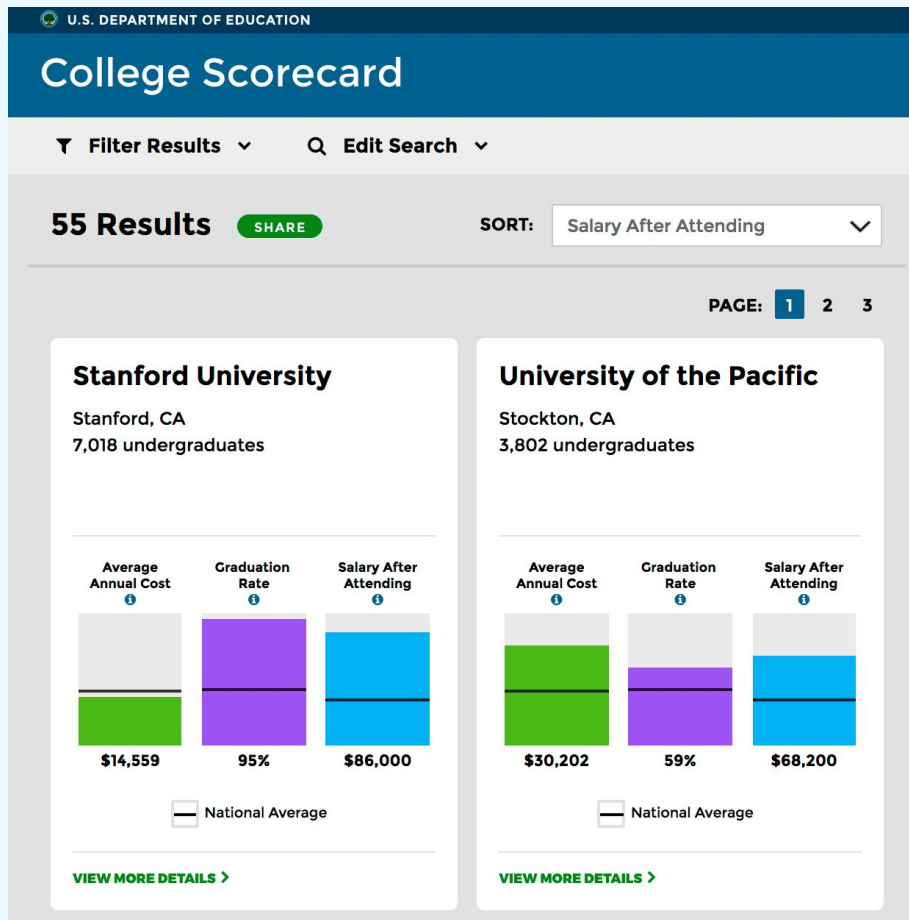 U.S. DEPARTMENT OF EDUCATION
College Scorecard
Filter Results
Edit Search
55 Results
SHARE
SORT:
Salary After Attending
PAGE: 1 2 3
Stanford University
Stanford, CA
7,018 undergraduates
Average
Annual Cost
Graduation
Rate
Salary After
Attending
$14,559
95%
$86,000
National Average
VIEW MORE DETAILS >
University of the Pacific
Stockton, CA
3,802 undergraduates
Average
Annual Cost
Graduation
Rate
Salary After
Attending
$30,202
59%
$68,200
National Average
VIEW MORE DETAILS >